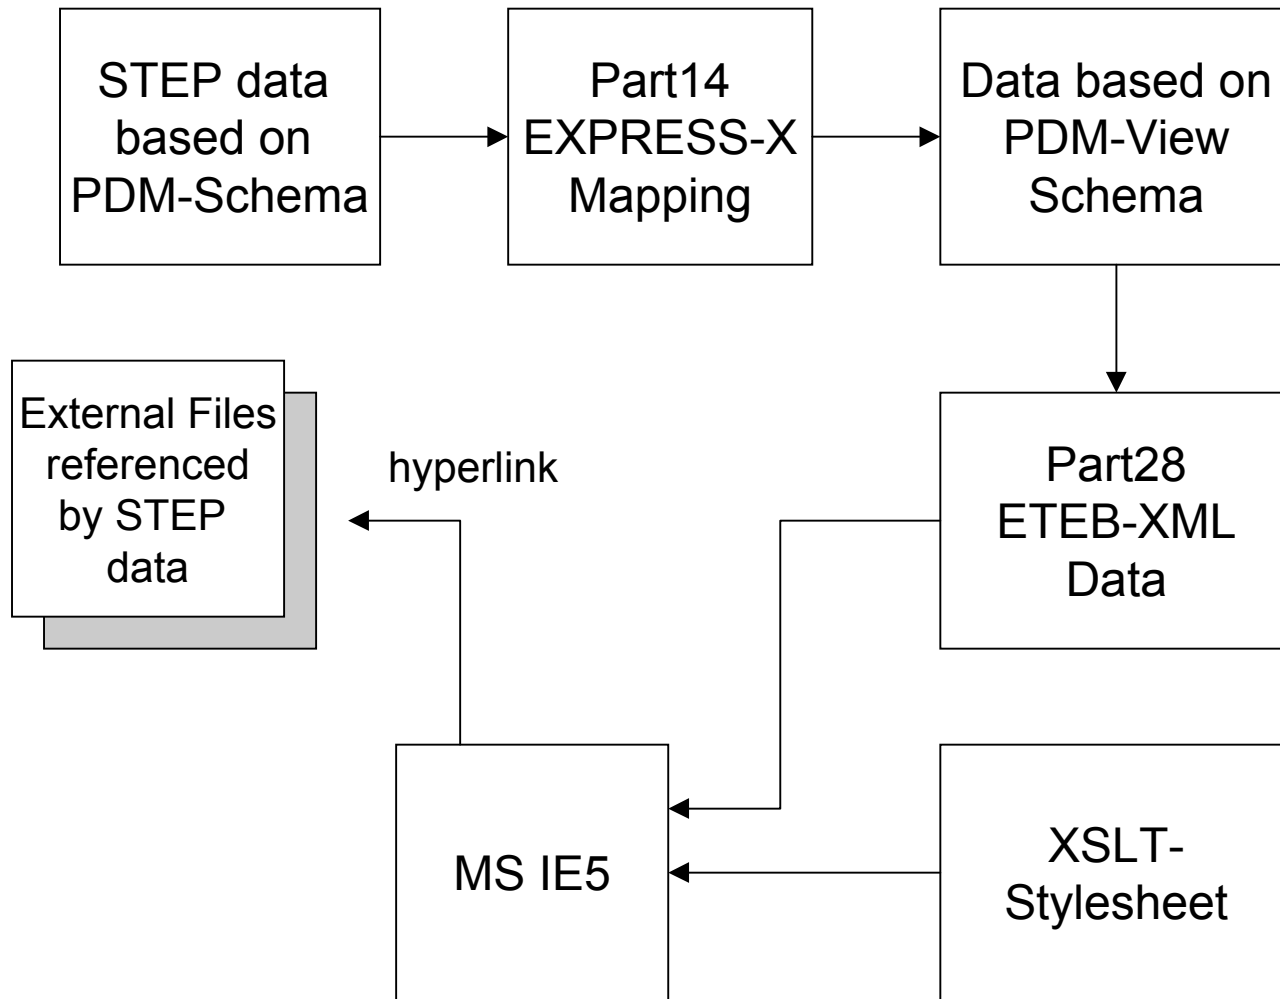 STEP data
based on
PDM-Schema
Part14
EXPRESS-X
Mapping
Data based on
PDM-View
Schema
External Files
referenced
by STEP
data
hyperlink
Part28
ETEB-XML
Data
MS IE5
XSLT-
Stylesheet